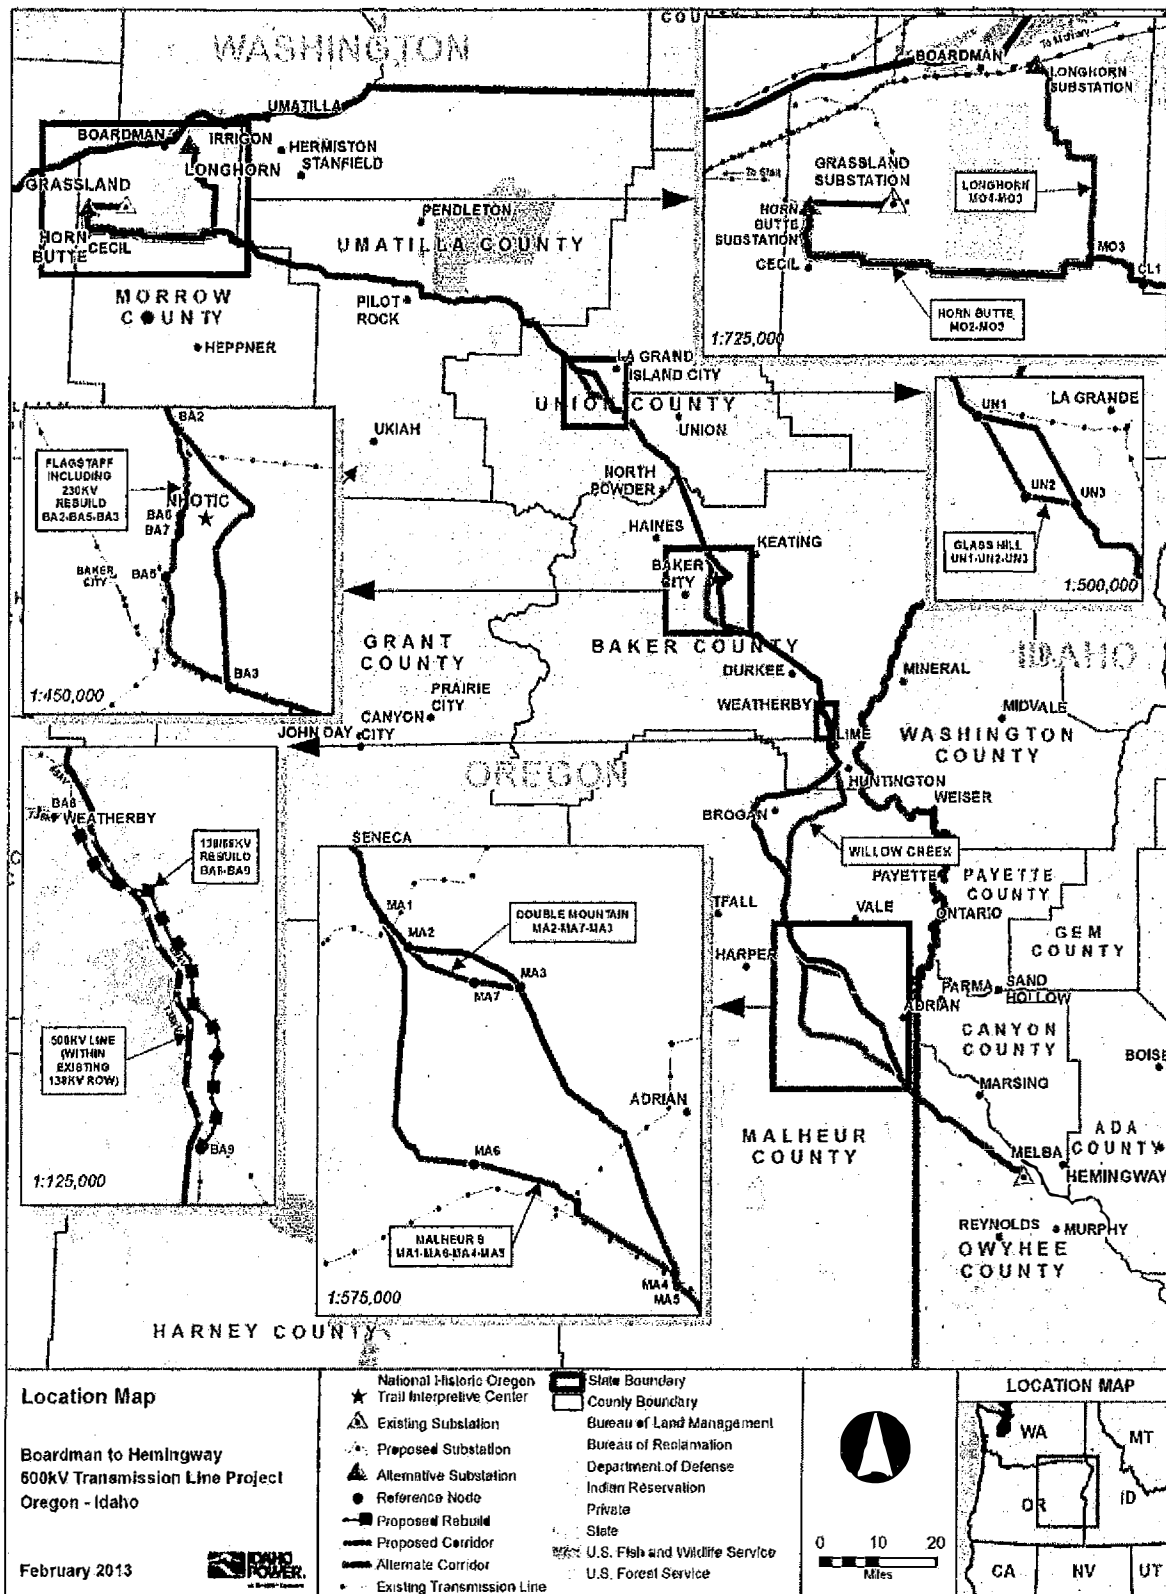 WASHINGTON
COU
UMATILLA
BOARDMAN
IRRIGON
HERMISTON
STANFIELD
LONGHORN
GRASSLAND
PENDLETON
HORN
BUTTE
CECIL
UMATILLA COUNTY
MORROW
COUNTY
PILOT
ROCK
HEPPNER
BOARDMAN
To McNary
LONGHORN
SUBSTATION
GRASSLAND
SUBSTATION
To Slatt
LONGHORN
MO4-MO3
HORN
BUTTE
SUBSTATION
CECIL
MO3
CL1
HORN BUTTE
MO2-MO3
1:725,000
LA GRAND
ISLAND CITY
UNION COUNTY
UNION
UKIAH
NORTH
POWDER
HAINES
KEATING
BAKER
CITY
BAKER COUNTY
UN1
LA GRANDE
UN2
UN3
GLASS HILL
UN1-UN2-UN3
1:500,000
BA2
FLAGSTAFF
INCLUDING
230KV
REBUILD
BA2-BA5-BA3
NHOTIC
BA6
BA7
BAKER
CITY
BA5
BA3
1:450,000
GRANT
COUNTY
PRAIRIE
CITY
CANYON
CITY
JOHN DAY
DURKEE
WEATHERBY
LIME
IDAHO
MINERAL
MIDVALE
WASHINGTON
COUNTY
OREGON
HUNTINGTON
WEISER
BROGAN
WILLOW CREEK
PAYETTE
PAYETTE
COUNTY
ONTARIO
GEM
COUNTY
VALE
HARPER
PARMA
SAND
HOLLOW
ADRIAN
CANYON
COUNTY
BOISE
MARSING
ADA
COUNTY
MELBA
HEMINGWAY
MALHEUR
COUNTY
REYNOLDS
MURPHY
OWYHEE
COUNTY
BA8
WEATHERBY
138/69KV
REBUILD
BA8-BA9
500KV LINE
(WITHIN
EXISTING
138KV ROW)
BA9
1:125,000
SENECA
MA1
MA2
DOUBLE MOUNTAIN
MA2-MA7-MA3
MA3
MA7
ADRIAN
MA6
MALHEUR S
MA1-MA6-MA4-MA5
MA4
MA5
1:575,000
HARNEY COUNTY
Location Map
Boardman to Hemingway
500kV Transmission Line Project
Oregon - Idaho
February 2013
IDAHO
POWER
National Historic Oregon
Trail Interpretive Center
Existing Substation
Proposed Substation
Alternative Substation
Reference Node
Proposed Rebuild
Proposed Corridor
Alternate Corridor
Existing Transmission Line
State Boundary
County Boundary
Bureau of Land Management
Bureau of Reclamation
Department of Defense
Indian Reservation
Private
State
U.S. Fish and Wildlife Service
U.S. Forest Service
N
0 10 20
Miles
LOCATION MAP
WA
MT
OR
ID
CA
NV
UT